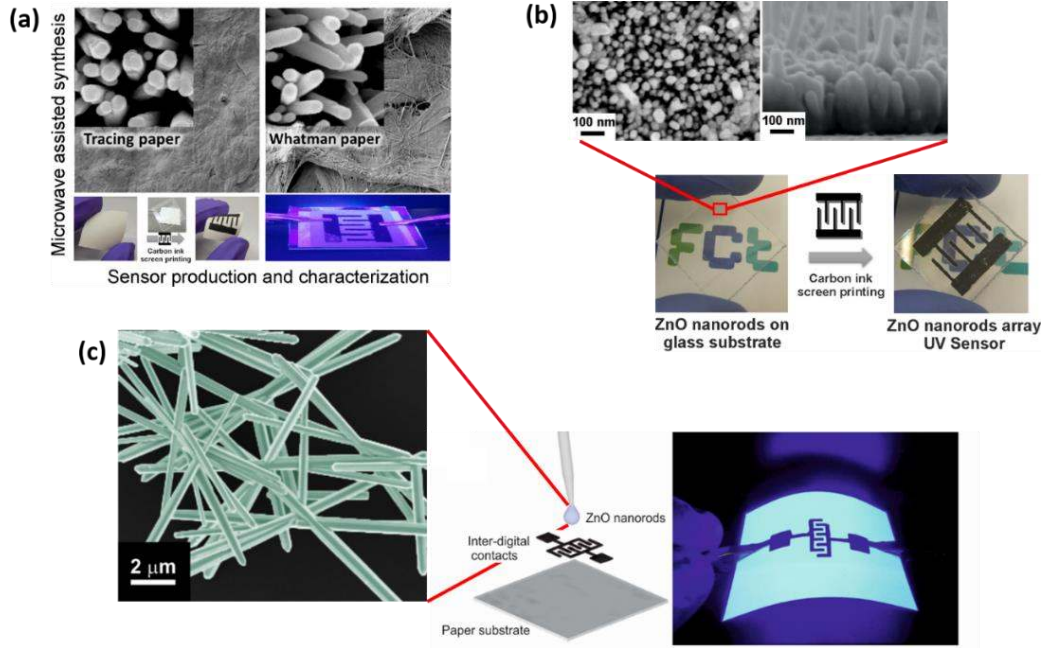 (a)
Microwave assisted synthesis
Tracing paper
Whatman paper
Carbon ink
screen printing
Sensor production and characterization
(b)
100 nm
100 nm
FCt
Carbon ink
screen printing
ZnO nanorods on
glass substrate
ZnO nanorods array
UV Sensor
(c)
2 μm
ZnO nanorods
Inter-digital
contacts
Paper substrate